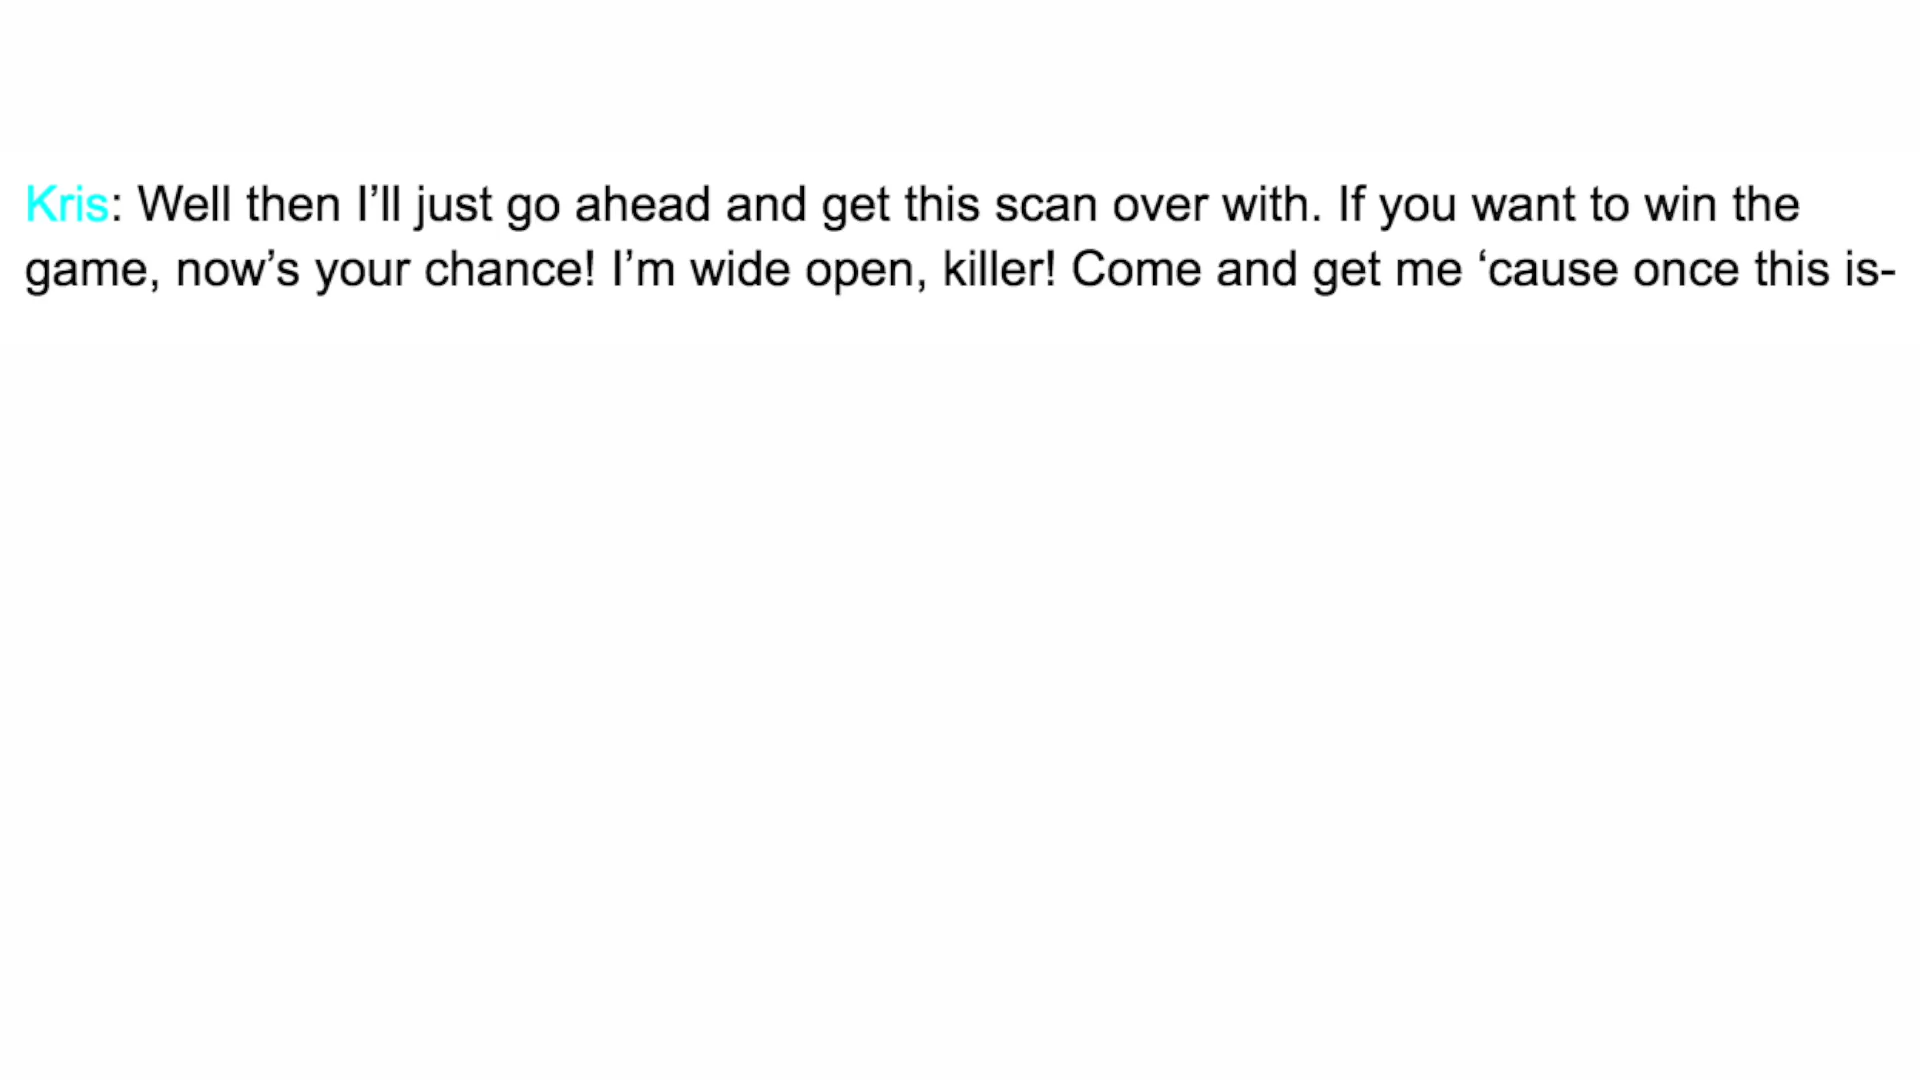 Kris: Well then I’ll just go ahead and get this scan over with. If you want to win the
game, now’s your chance! I’m wide open, killer! Come and get me ‘cause once this is-